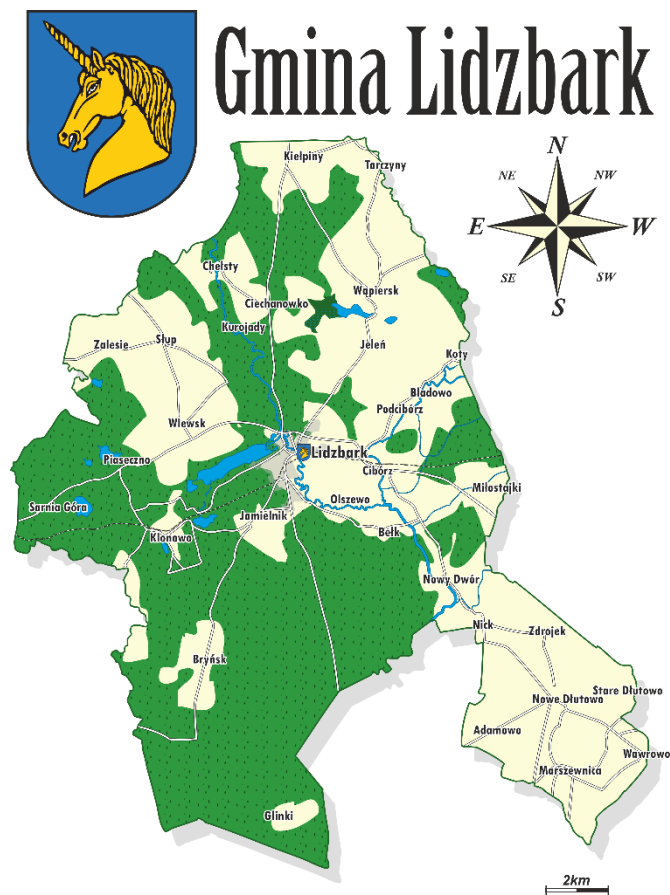 Gmina Lidzbark
N
NE
NW
E
W
SE
SW
S
Kiełpiny
Tarczyny
Chełsty
Wąpiersk
Ciechanowko
Kurojady
Zalesie
Słup
Jeleń
Koty
Bladowo
Podcibórz
Wlewsk
Lidzbark
Piaseczno
Cibórz
Miłostajki
Sarnia Góra
Olszewo
Jamielnik
Bełk
Klonowo
Nowy Dwór
Nick
Zdrojek
Bryńsk
Stare Dłutowo
Nowe Dłutowo
Adamowo
Wawrowo
Marszewnica
Glinki
2km